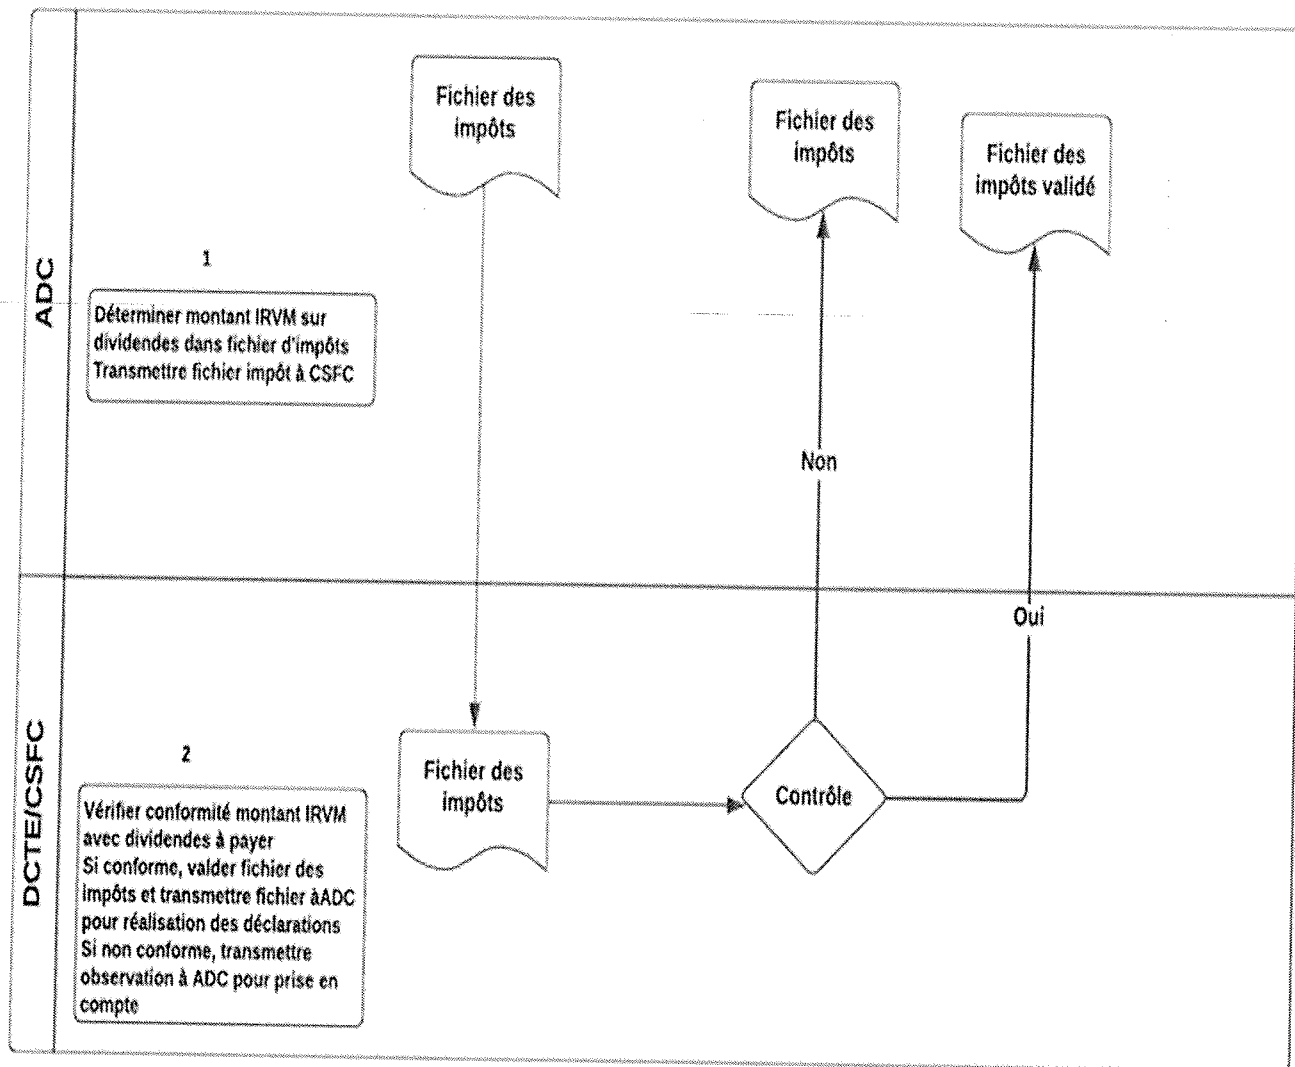 ADC
Fichier des
impôts
Fichier des
impôts
Fichier des
impôts validé
1
Déterminer montant IRVM sur
dividendes dans fichier d'impôts
Transmettre fichier impôt à CSFC
Non
Oui
DCTE/CSFC
2
Vérifier conformité montant IRVM
avec dividendes à payer
Si conforme, valder fichier des
impôts et transmettre fichier àADC
pour réalisation des déclarations
Si non conforme, transmettre
observation à ADC pour prise en
compte
Fichier des
impôts
Contrôle